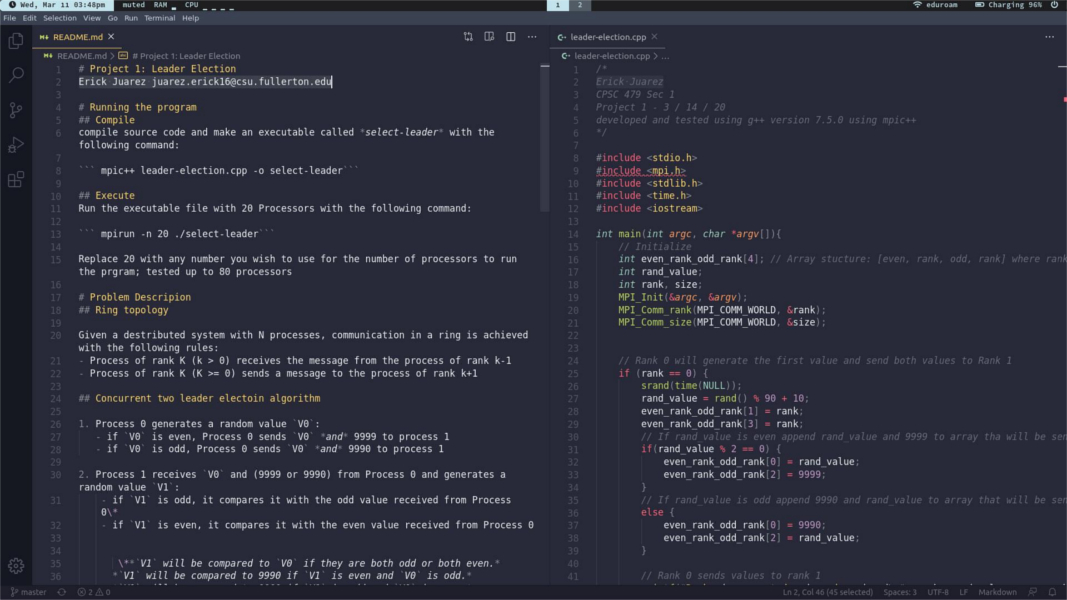 Wed, Mar 11 03:48pm muted RAM CPU 1 2 eduroam Charging 96%
File Edit Selection View Go Run Terminal Help
README.md
README.md > # Project 1: Leader Election
1 # Project 1: Leader Election
2 Erick Juarez juarez.erick16@csu.fullerton.edu
3
4 # Running the program
5 ## Compile
6 compile source code and make an executable called *select-leader* with the
following command:
7
8 ``` mpic++ leader-election.cpp -o select-leader```
9
10 ## Execute
11 Run the executable file with 20 Processors with the following command:
12
13 ``` mpirun -n 20 ./select-leader```
14
15 Replace 20 with any number you wish to use for the number of processors to run
the prgram; tested up to 80 processors
16
17 # Problem Descripion
18 ## Ring topology
19
20 Given a destributed system with N processes, communication in a ring is achieved
with the following rules:
21 - Process of rank K (k > 0) receives the message from the process of rank k-1
22 - Process of rank K (K >= 0) sends a message to the process of rank k+1
23
24 ## Concurrent two leader electoin algorithm
25
26 1. Process 0 generates a random value `V0`:
27 - if `V0` is even, Process 0 sends `V0` *and* 9999 to process 1
28 - if `V0` is odd, Process 0 sends `V0` *and* 9990 to process 1
29
30 2. Process 1 receives `V0` and (9999 or 9990) from Process 0 and generates a
random value `V1`:
31 - if `V1` is odd, it compares it with the odd value received from Process
0\*
32 - if `V1` is even, it compares it with the even value received from Process 0
33
34
35 \**`V1` will be compared to `V0` if they are both odd or both even.*
36 *`V1` will be compared to 9990 if `V1` is even and `V0` is odd.*
leader-election.cpp
leader-election.cpp > ...
1 /*
2 Erick Juarez
3 CPSC 479 Sec 1
4 Project 1 - 3 / 14 / 20
5 developed and tested using g++ version 7.5.0 using mpic++
6 */
7
8 #include <stdio.h>
9 #include <mpi.h>
10 #include <stdlib.h>
11 #include <time.h>
12 #include <iostream>
13
14 int main(int argc, char *argv[]){
15 // Initialize
16 int even_rank_odd_rank[4]; // Array stucture: [even, rank, odd, rank] where rank
17 int rand_value;
18 int rank, size;
19 MPI_Init(&argc, &argv);
20 MPI_Comm_rank(MPI_COMM_WORLD, &rank);
21 MPI_Comm_size(MPI_COMM_WORLD, &size);
22
23
24 // Rank 0 will generate the first value and send both values to Rank 1
25 if (rank == 0) {
26 srand(time(NULL));
27 rand_value = rand() % 90 + 10;
28 even_rank_odd_rank[1] = rank;
29 even_rank_odd_rank[3] = rank;
30 // If rand_value is even append rand_value and 9999 to array tha will be sen
31 if(rand_value % 2 == 0) {
32 even_rank_odd_rank[0] = rand_value;
33 even_rank_odd_rank[2] = 9999;
34 }
35 // If rand_value is odd append 9990 and rand_value to array that will be sen
36 else {
37 even_rank_odd_rank[0] = 9990;
38 even_rank_odd_rank[2] = rand_value;
39 }
40
41 // Rank 0 sends values to rank 1
master 2 0 Ln 2, Col 46 (45 selected) Spaces: 3 UTF-8 LF Markdown